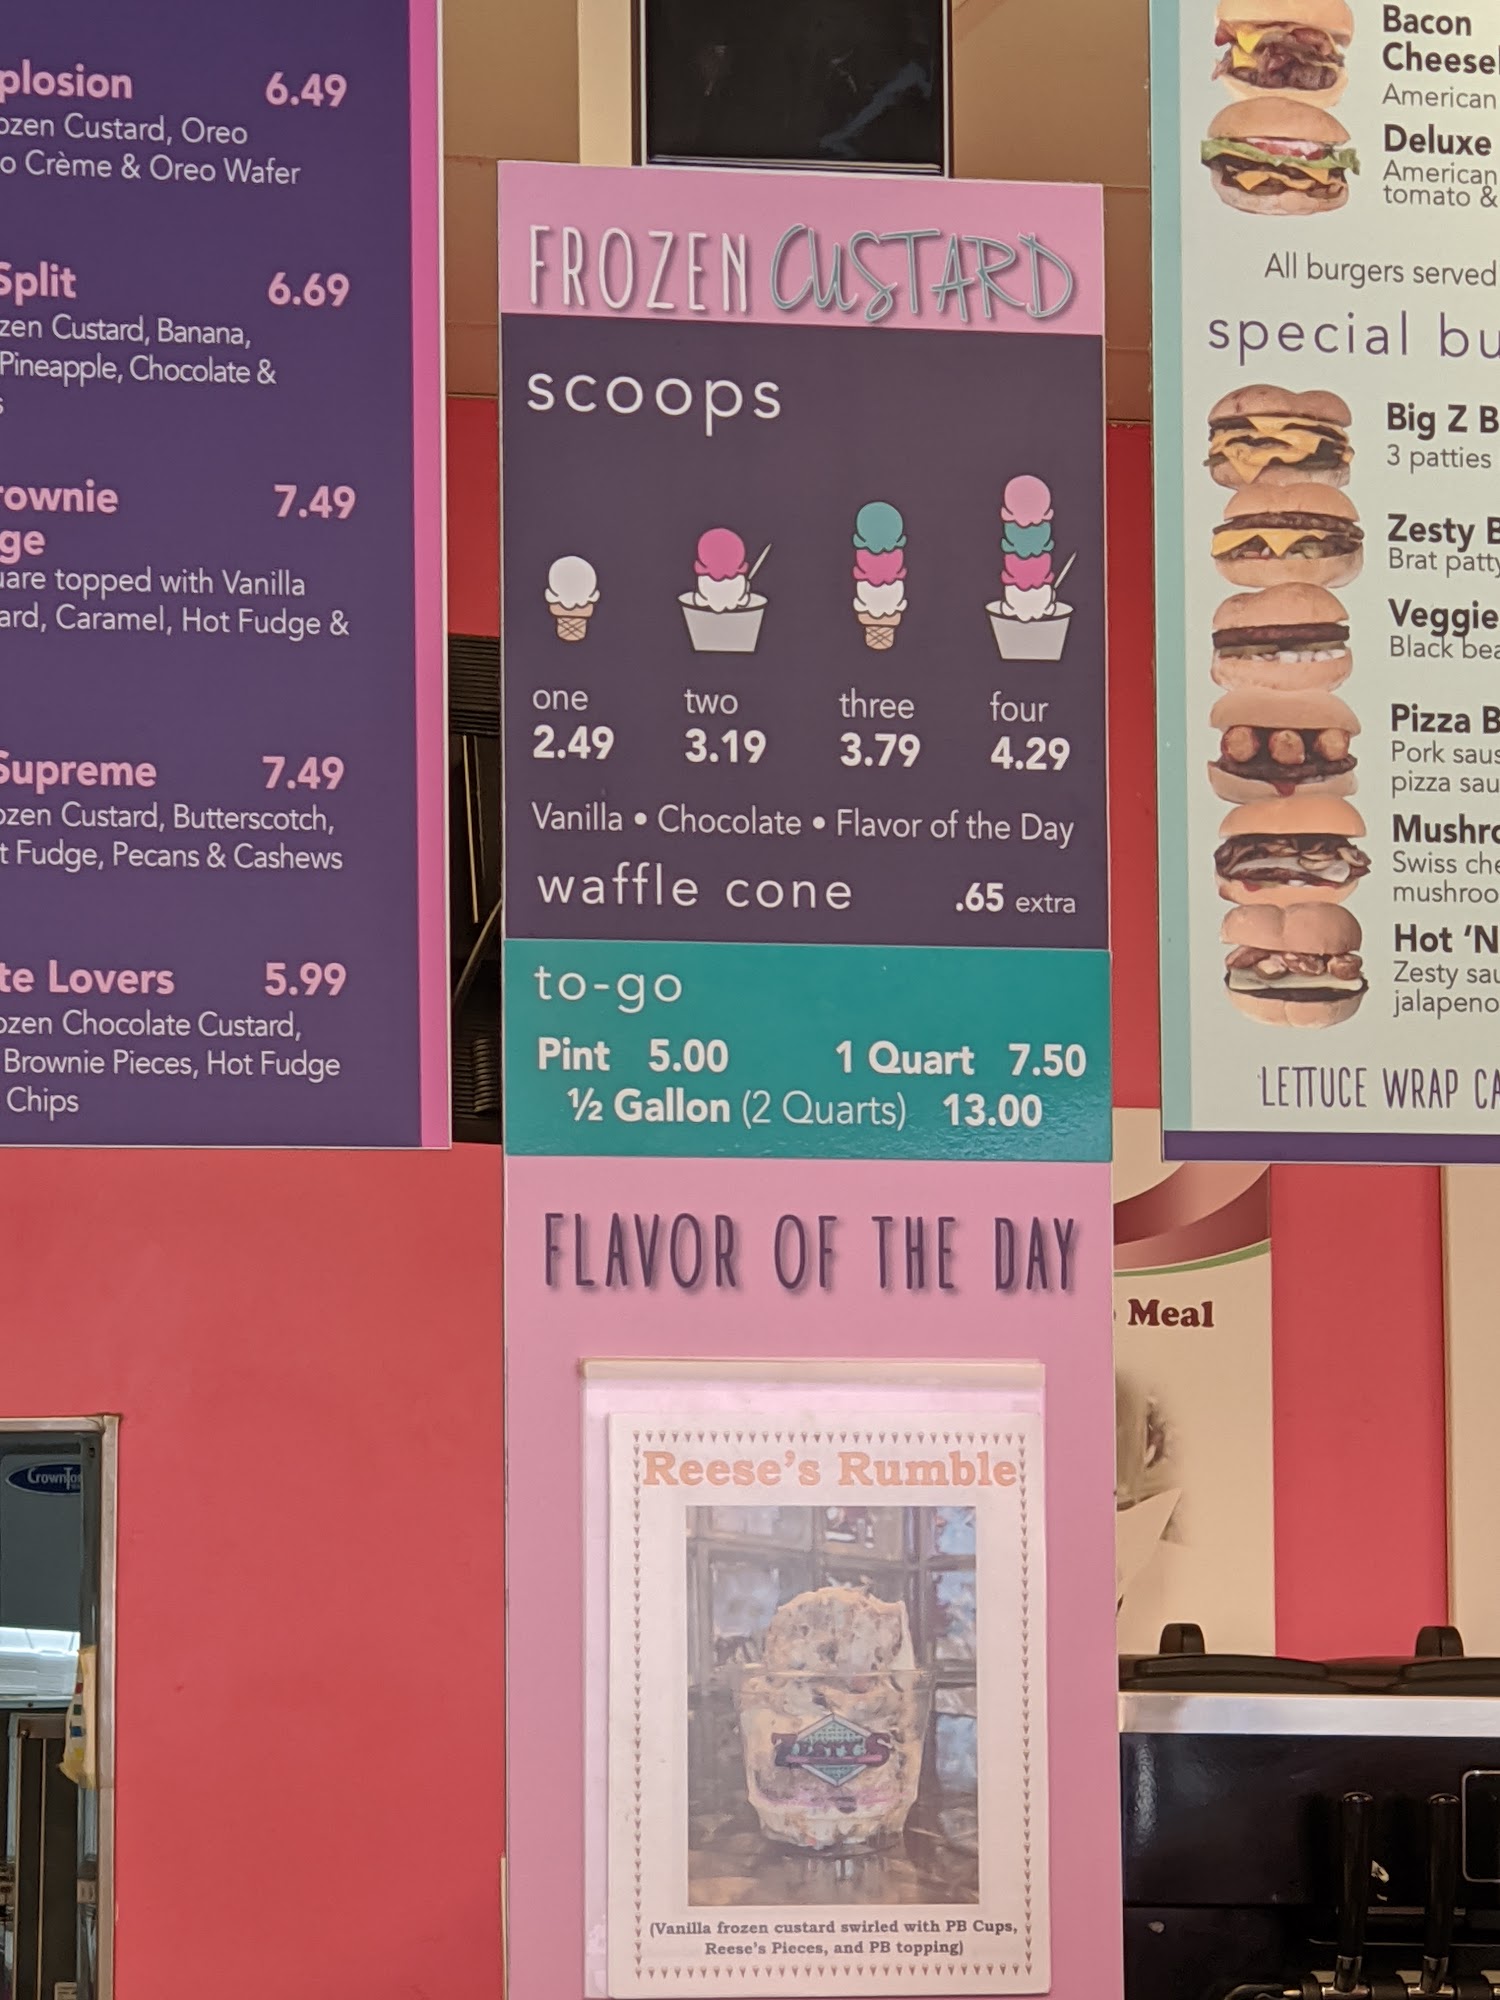 plosion 6.49
ozen Custard, Oreo
o Crème & Oreo Wafer
Split 6.69
zen Custard, Banana,
Pineapple, Chocolate &
s
rownie 7.49
ge
uare topped with Vanilla
ard, Caramel, Hot Fudge &
Supreme 7.49
ozen Custard, Butterscotch,
t Fudge, Pecans & Cashews
te Lovers 5.99
ozen Chocolate Custard,
Brownie Pieces, Hot Fudge
Chips
CrownTo
FROZEN CUSTARD
scoops
one two three four
2.49 3.19 3.79 4.29
Vanilla • Chocolate • Flavor of the Day
waffle cone .65 extra
to-go
Pint 5.00 1 Quart 7.50
½ Gallon (2 Quarts) 13.00
FLAVOR OF THE DAY
Reese's Rumble
ZESTY'S
(Vanilla frozen custard swirled with PB Cups,
Reese's Pieces, and PB topping)
Bacon
Cheese
American
Deluxe
American
tomato &
All burgers served
special bu
Big Z B
3 patties
Zesty B
Brat patty
Veggie
Black bea
Pizza B
Pork saus
pizza sau
Mushro
Swiss che
mushroo
Hot 'N
Zesty sau
jalapeno
LETTUCE WRAP CA
Meal